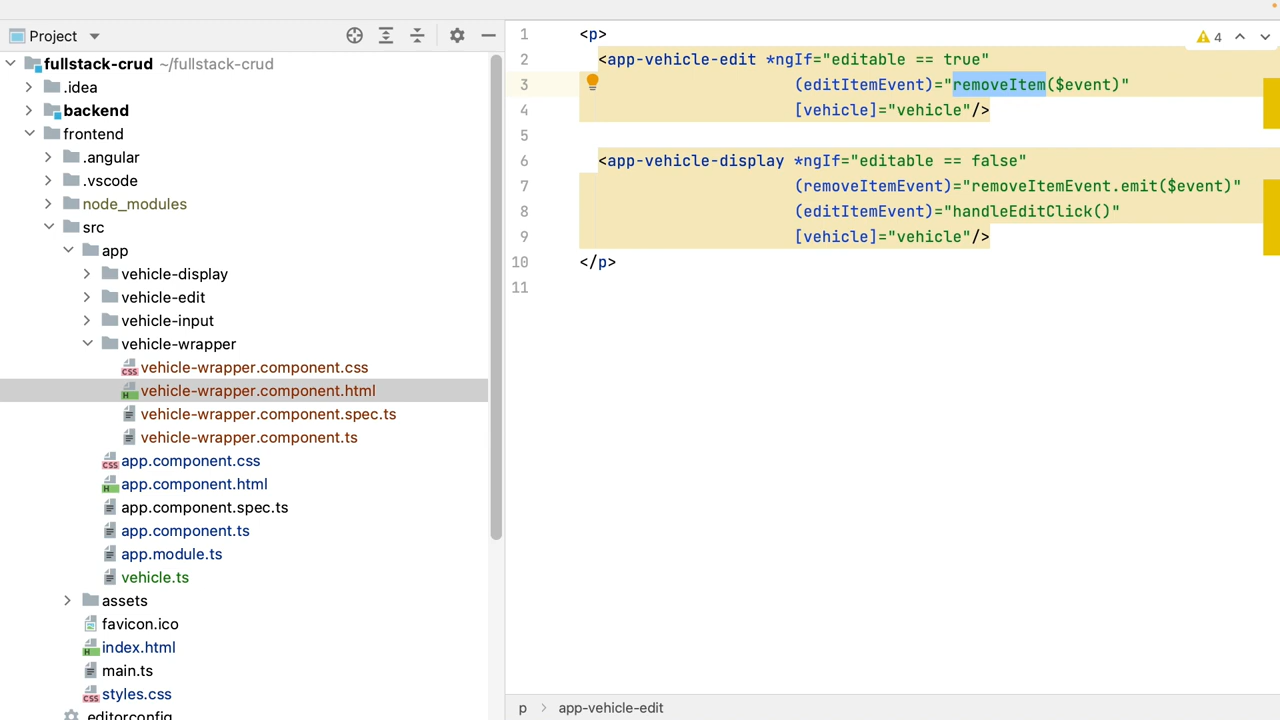 Project
fullstack-crud ~/fullstack-crud
.idea
backend
frontend
.angular
.vscode
node_modules
src
app
vehicle-display
vehicle-edit
vehicle-input
vehicle-wrapper
vehicle-wrapper.component.css
vehicle-wrapper.component.html
vehicle-wrapper.component.spec.ts
vehicle-wrapper.component.ts
app.component.css
app.component.html
app.component.spec.ts
app.component.ts
app.module.ts
vehicle.ts
assets
favicon.ico
index.html
main.ts
styles.css
.editorconfig
4
1 <p>
2 <app-vehicle-edit *ngIf="editable == true"
3 (editItemEvent)="removeItem($event)"
4 [vehicle]="vehicle"/>
5
6 <app-vehicle-display *ngIf="editable == false"
7 (removeItemEvent)="removeItemEvent.emit($event)"
8 (editItemEvent)="handleEditClick()"
9 [vehicle]="vehicle"/>
10 </p>
11
p > app-vehicle-edit